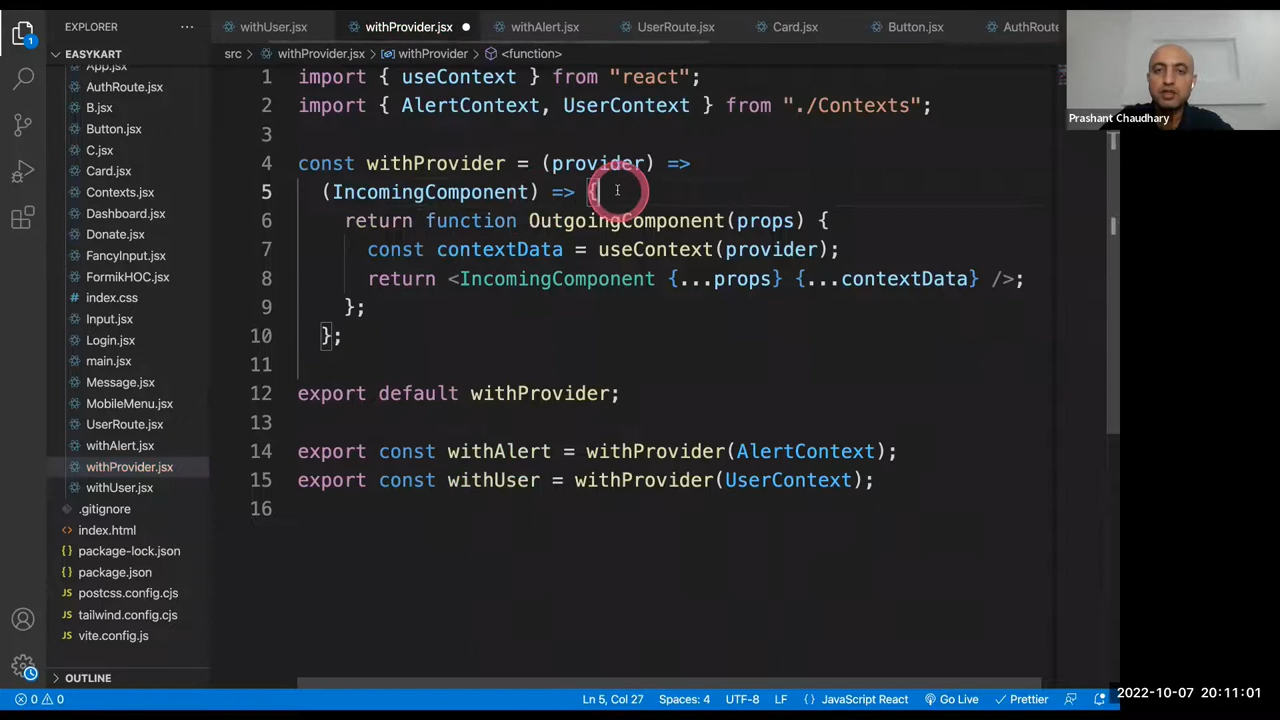 EXPLORER
withUser.jsx
withProvider.jsx
withAlert.jsx
UserRoute.jsx
Card.jsx
Button.jsx
AuthRoute
EASYKART
src > withProvider.jsx > withProvider > <function>
App.jsx
AuthRoute.jsx
B.jsx
Button.jsx
C.jsx
Card.jsx
Contexts.jsx
Dashboard.jsx
Donate.jsx
FancyInput.jsx
FormikHOC.jsx
index.css
Input.jsx
Login.jsx
main.jsx
Message.jsx
MobileMenu.jsx
UserRoute.jsx
withAlert.jsx
withProvider.jsx
withUser.jsx
.gitignore
index.html
package-lock.json
package.json
postcss.config.cjs
tailwind.config.cjs
vite.config.js
OUTLINE
1 import { useContext } from "react";
2 import { AlertContext, UserContext } from "./Contexts";
3
4 const withProvider = (provider) =>
5 (IncomingComponent) => {
6 return function OutgoingComponent(props) {
7 const contextData = useContext(provider);
8 return <IncomingComponent {...props} {...contextData} />;
9 };
10 };
11
12 export default withProvider;
13
14 export const withAlert = withProvider(AlertContext);
15 export const withUser = withProvider(UserContext);
16
Prashant Chaudhary
1
0 0
Ln 5, Col 27
Spaces: 4
UTF-8
LF
{ } JavaScript React
Go Live
Prettier
2022-10-07 20:11:01